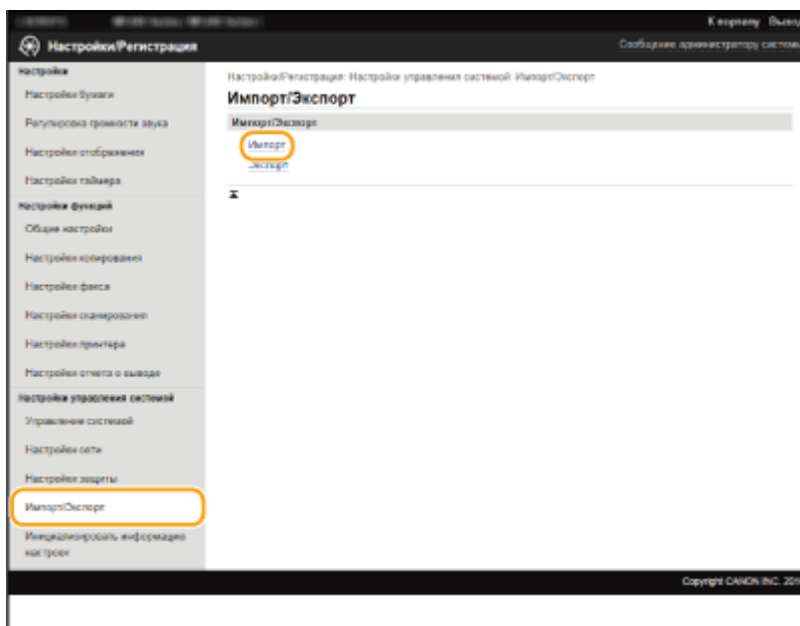 К порталу Выход
Настройки/Регистрация
Сообщение администратору системы
Настройки
Настройки бумаги
Регулировка громкости звука
Настройки отображения
Настройки таймера
Настройки функций
Общие настройки
Настройки копирования
Настройки факса
Настройки сканирования
Настройки принтера
Настройки отчета о выводе
Настройки управления системой
Управление системой
Настройки сети
Настройки защиты
Импорт/Экспорт
Инициализировать информацию
настроек
Настройки/Регистрация: Настройки управления системой: Импорт/Экспорт
Импорт/Экспорт
Импорт/Экспорт
Импорт
Экспорт
Copyright CANON INC. 201